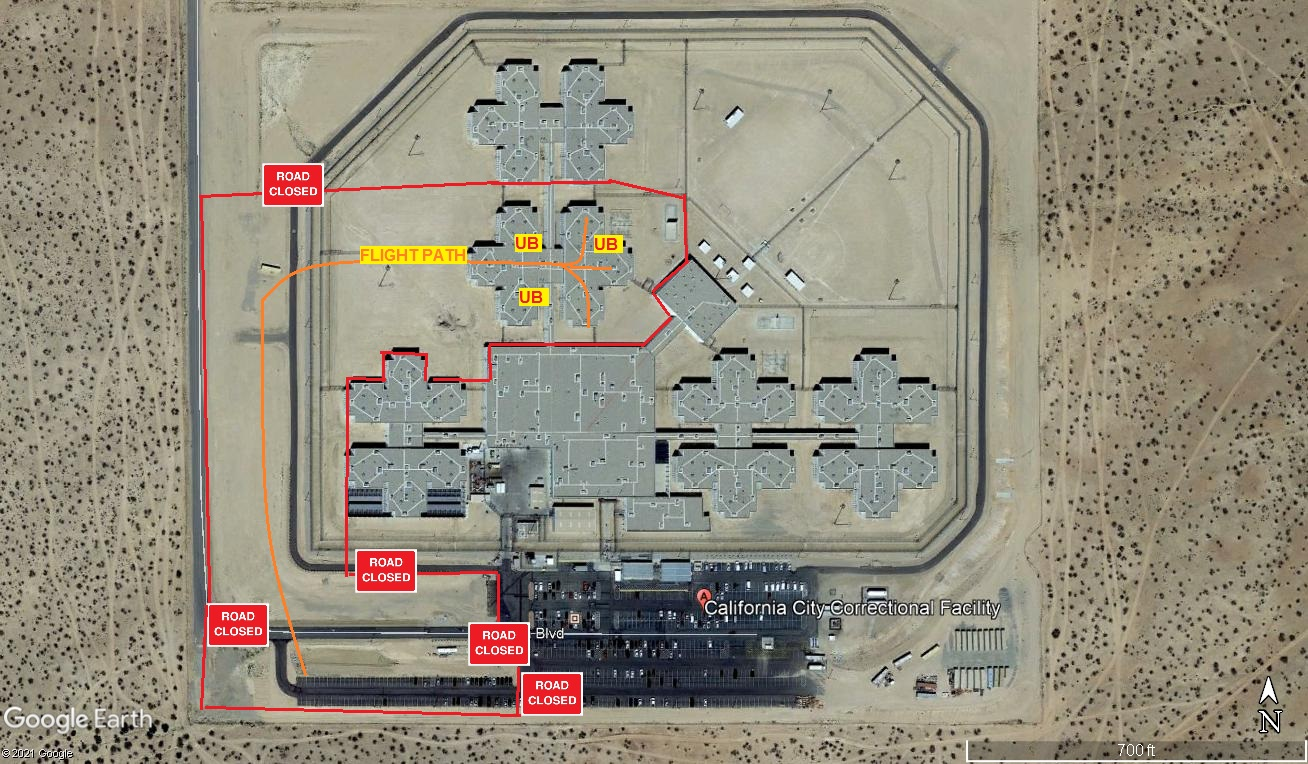 ROAD
CLOSED
UB
UB
FLIGHT PATH
UB
ROAD
CLOSED
A
California City Correctional Facility
ROAD
CLOSED
ROAD
CLOSED
Blvd
ROAD
CLOSED
N
Google Earth
© 2021 Google
700 ft